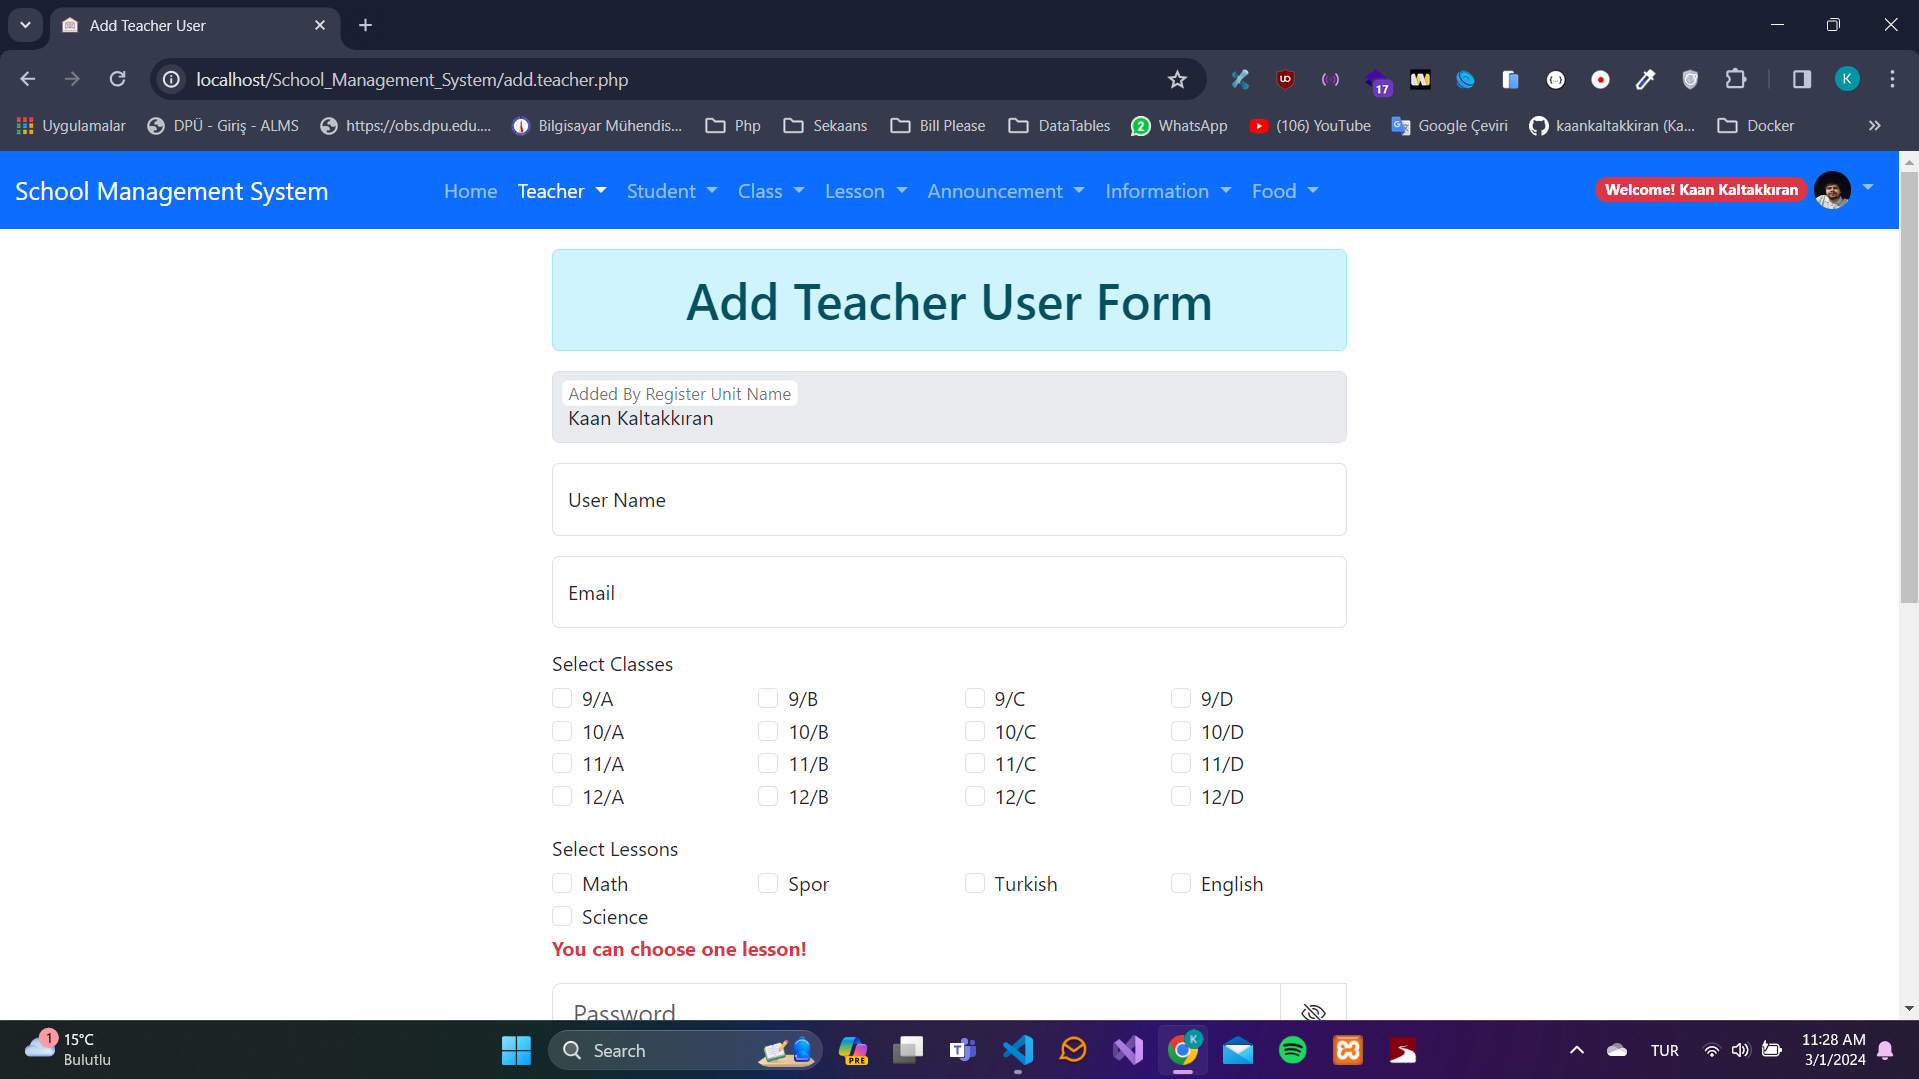 Add Teacher User
localhost/School_Management_System/add.teacher.php
17
K
Uygulamalar DPÜ - Giriş - ALMS https://obs.dpu.edu.... Bilgisayar Mühendis... Php Sekaans Bill Please DataTables WhatsApp (106) YouTube Google Çeviri kaankaltakkiran (Ka... Docker
School Management System Home Teacher Student Class Lesson Announcement Information Food Welcome! Kaan Kaltakkıran
Add Teacher User Form
Added By Register Unit Name
Kaan Kaltakkıran
User Name
Email
Select Classes
9/A 9/B 9/C 9/D
10/A 10/B 10/C 10/D
11/A 11/B 11/C 11/D
12/A 12/B 12/C 12/D
Select Lessons
Math Spor Turkish English
Science
You can choose one lesson!
Password
1 15°C
Bulutlu
Search
PRE
K
TUR
11:28 AM
3/1/2024